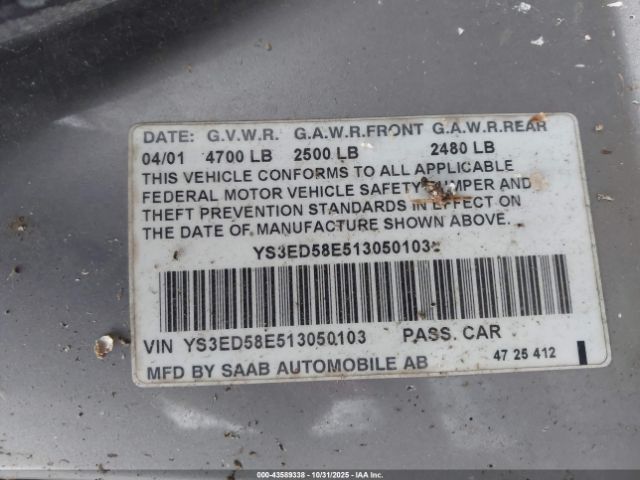 DATE: G.V.W.R. G.A.W.R.FRONT G.A.W.R.REAR
04/01 4700 LB 2500 LB 2480 LB
THIS VEHICLE CONFORMS TO ALL APPLICABLE
FEDERAL MOTOR VEHICLE SAFETY BUMPER AND
THEFT PREVENTION STANDARDS IN EFFECT ON
THE DATE OF MANUFACTURE SHOWN ABOVE.
YS3ED58E513050103
VIN YS3ED58E513050103 PASS. CAR
MFD BY SAAB AUTOMOBILE AB 47 25 412
000-43589338 - 10/31/2025 - IAA Inc.